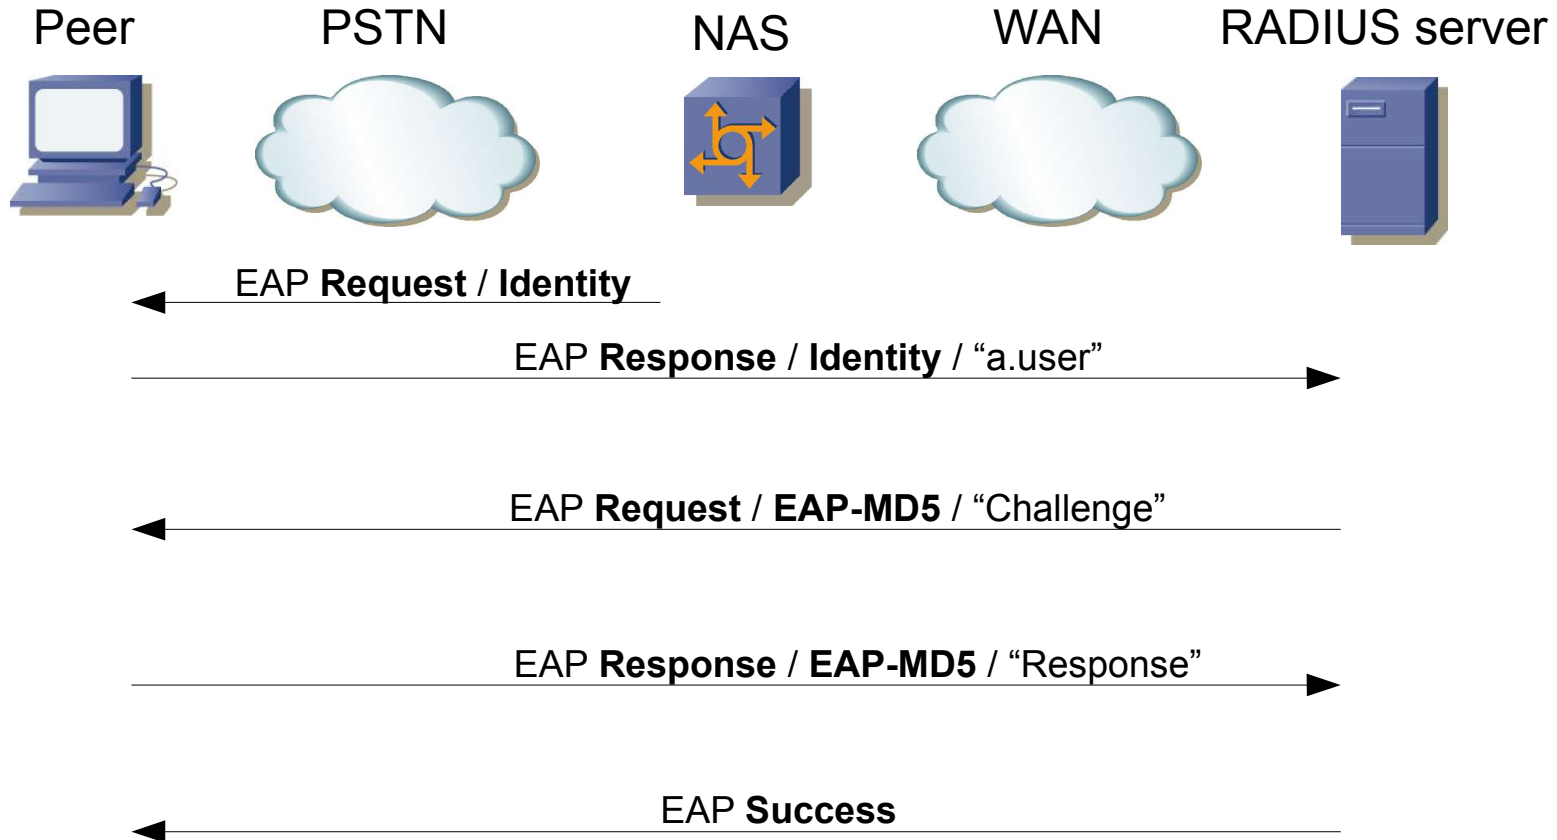 Peer PSTN NAS WAN RADIUS server
EAP Request / Identity
EAP Response / Identity / “a.user”
EAP Request / EAP-MD5 / “Challenge”
EAP Response / EAP-MD5 / “Response”
EAP Success